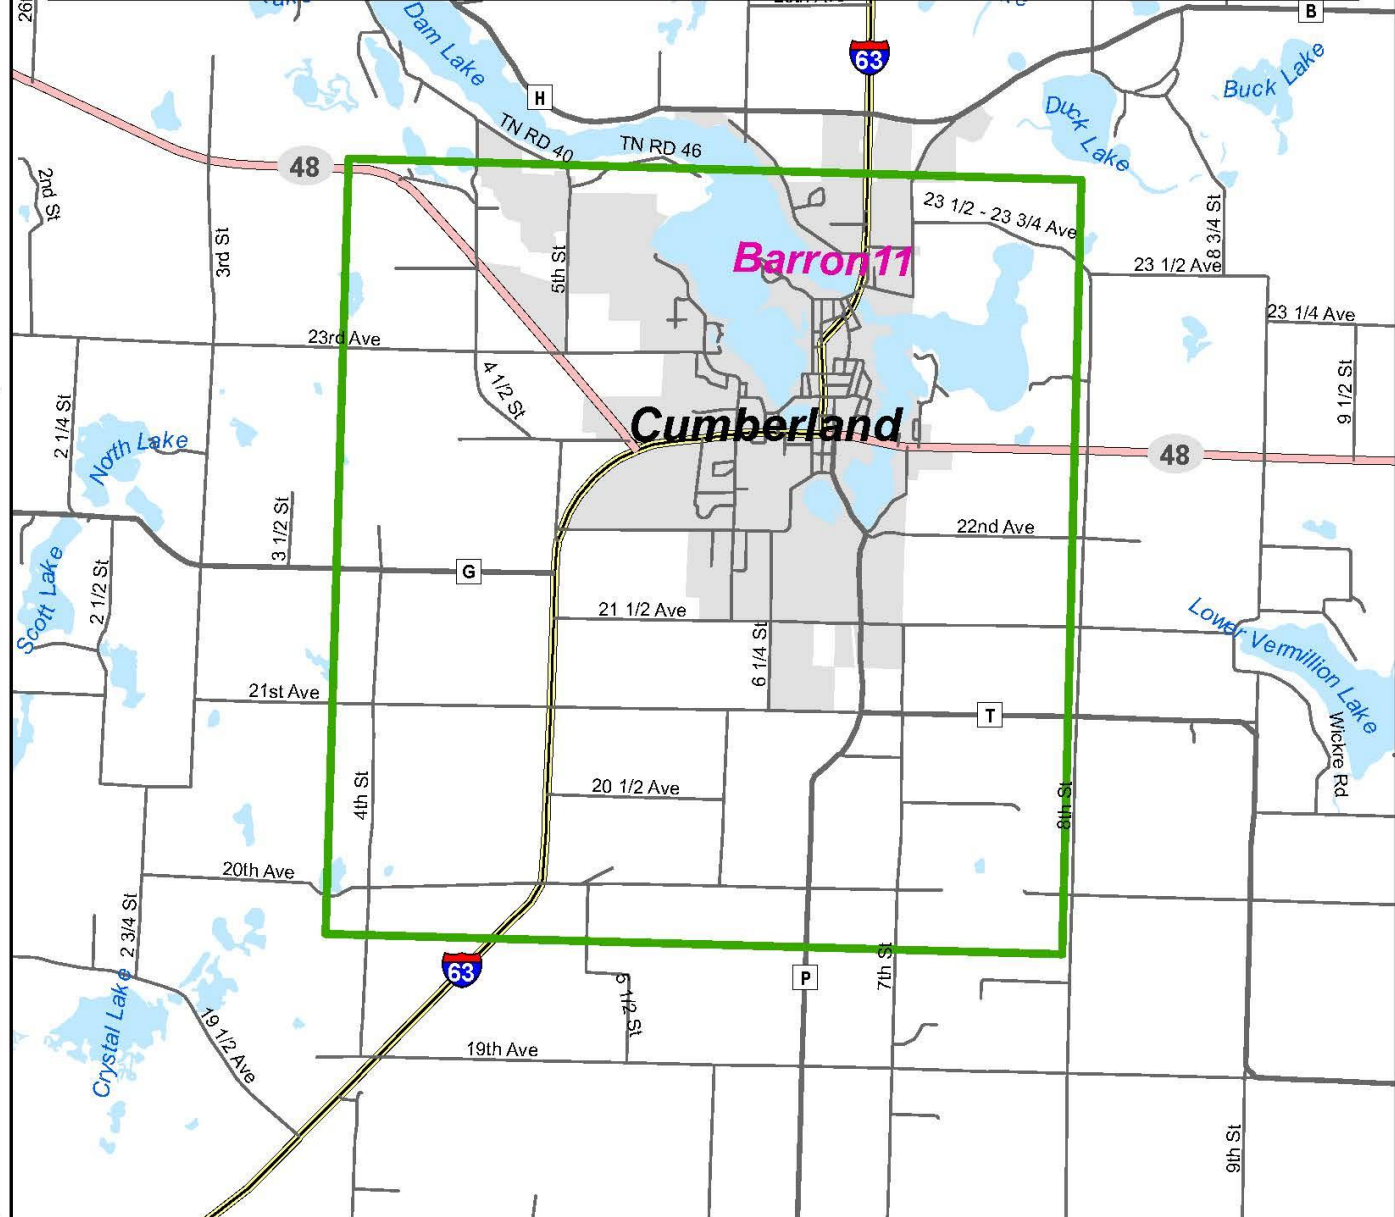 26
B
63
Dam Lake
Buck Lake
H
Duck Lake
TN RD 40
TN RD 46
48
2nd St
3rd St
5th St
23 1/2 - 23 3/4 Ave
8 3/4 St
Barron11
23 1/2 Ave
23 1/4 Ave
23rd Ave
4 1/2 St
9 1/2 St
2 1/4 St
North Lake
Cumberland
48
3 1/2 St
22nd Ave
G
Scott Lake
2 1/2 St
21 1/2 Ave
6 1/4 St
Lower Vermillion Lake
21st Ave
T
Wickre Rd
4th St
20 1/2 Ave
8th St
20th Ave
2 3/4 St
63
P
7th St
5 1/2 St
Crystal Lake
19 1/2 Ave
19th Ave
9th St